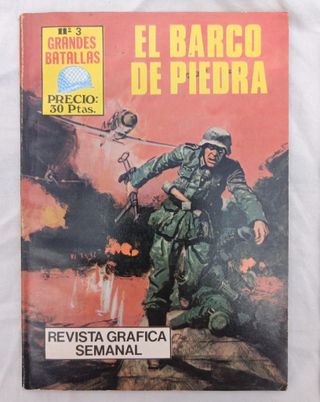 nº 3
GRANDES
BATALLAS
PRECIO:
30 Ptas.
EL BARCO
DE PIEDRA
REVISTA GRAFICA
SEMANAL